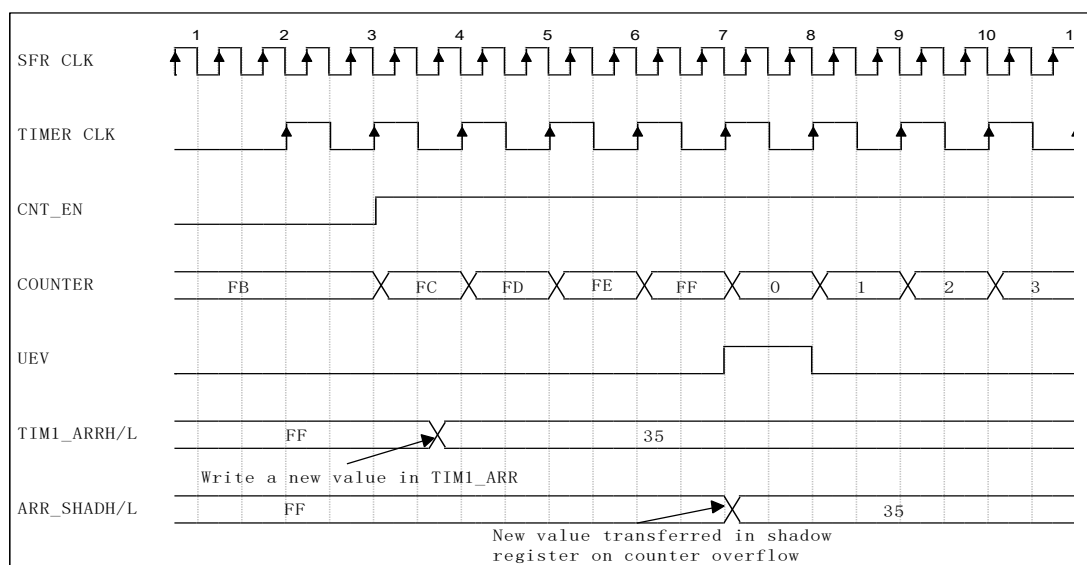 1 2 3 4 5 6 7 8 9 10 1
SFR CLK
TIMER CLK
CNT_EN
COUNTER FB FC FD FE FF 0 1 2 3
UEV
TIM1_ARRH/L FF 35
Write a new value in TIM1_ARR
ARR_SHADH/L FF 35
New value transferred in shadow
register on counter overflow